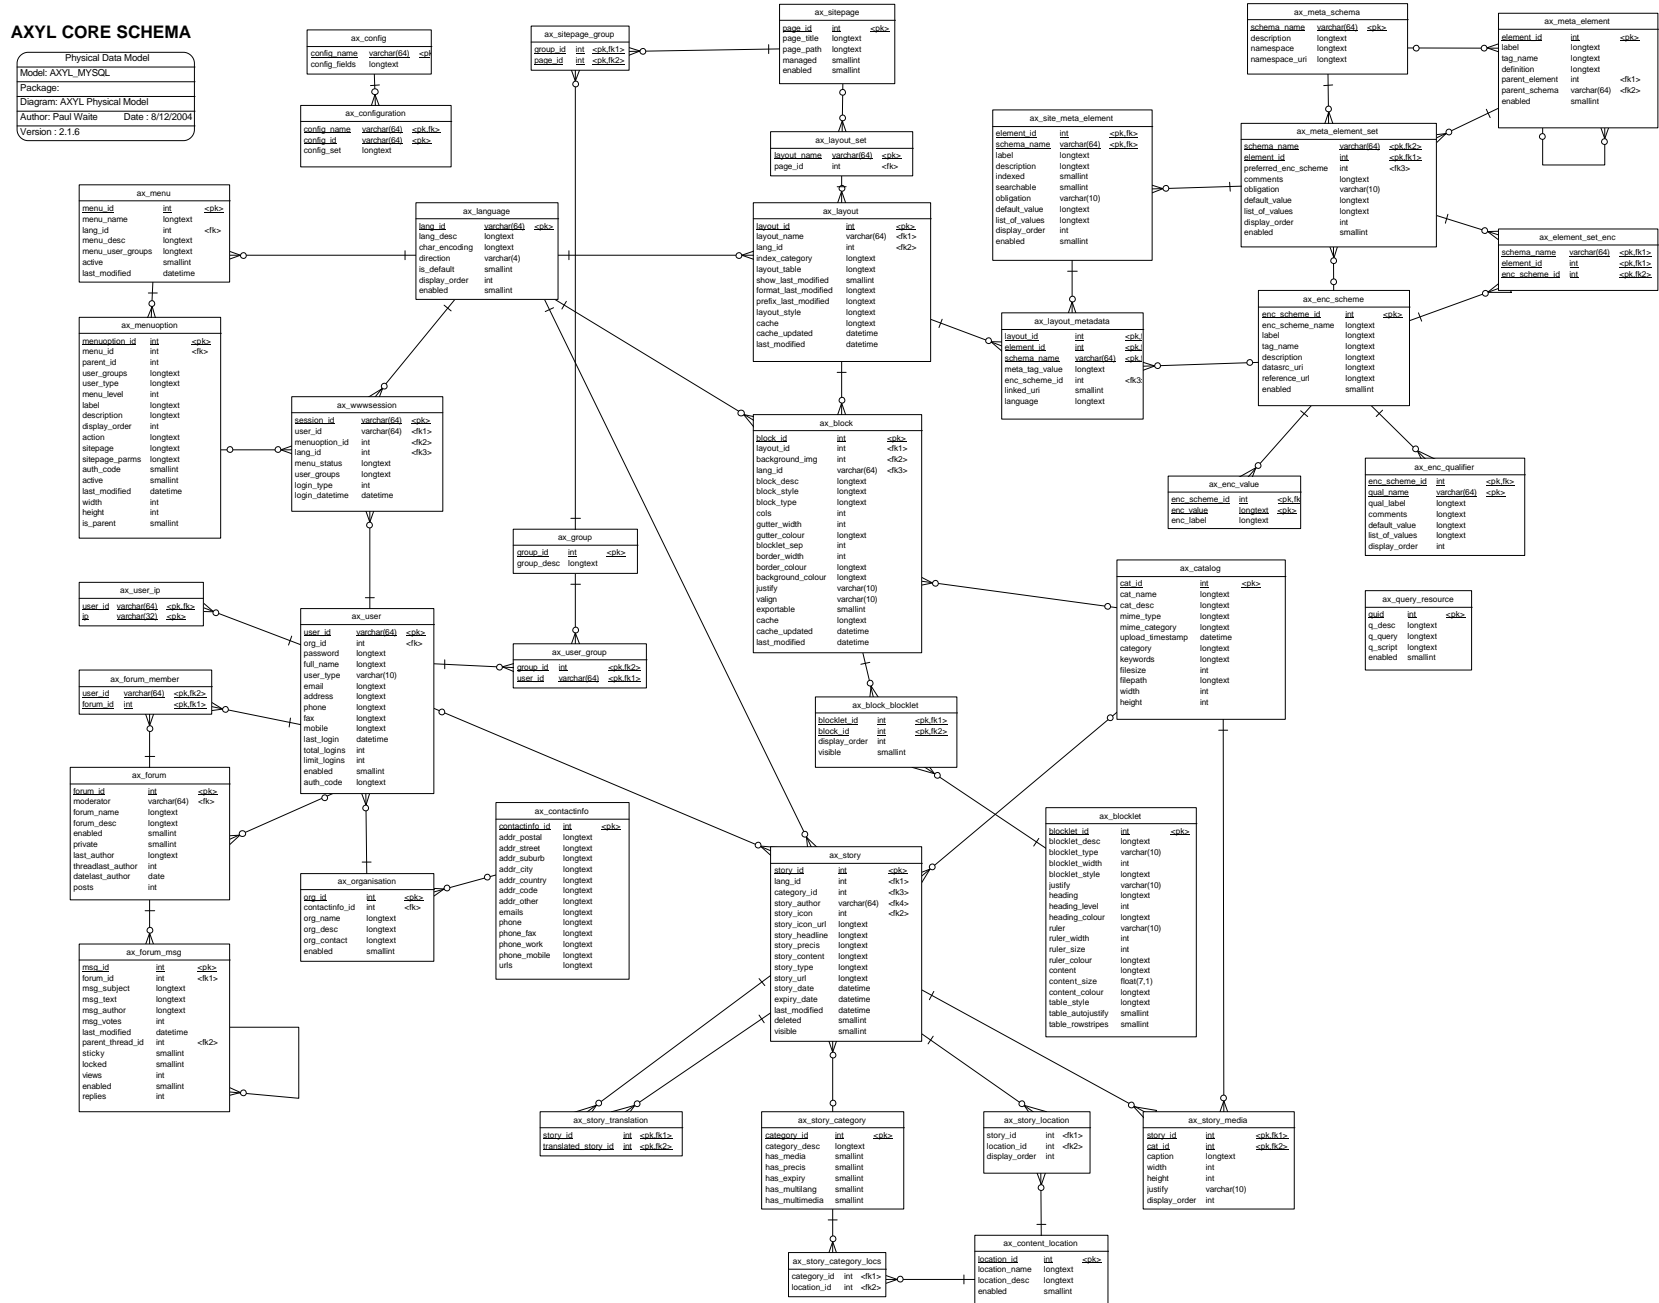 AXYL CORE SCHEMA
Physical Data Model
Model: AXYL_MYSQL
Package:
Diagram: AXYL Physical Model
Author: Paul Waite Date : 8/12/2004
Version : 2.1.6
ax_config
config_name varchar(64) <pk
config_fields longtext
ax_configuration
config_name varchar(64) <pk,fk>
config_id varchar(64) <pk>
config_set longtext
ax_sitepage_group
group_id int <pk,fk1>
page_id int <pk,fk2>
ax_sitepage
page_id int <pk>
page_title longtext
page_path longtext
managed smallint
enabled smallint
ax_layout_set
layout_name varchar(64) <pk>
page_id int <fk>
ax_meta_schema
schema_name varchar(64) <pk>
description longtext
namespace longtext
namespace_uri longtext
ax_meta_element
element_id int <pk>
label longtext
tag_name longtext
definition longtext
parent_element int <fk1>
parent_schema varchar(64) <fk2>
enabled smallint
ax_site_meta_element
element_id int <pk,fk>
schema_name varchar(64) <pk,fk>
label longtext
description longtext
indexed smallint
searchable smallint
obligation varchar(10)
default_value longtext
list_of_values longtext
display_order int
enabled smallint
ax_meta_element_set
schema_name varchar(64) <pk,fk2>
element_id int <pk,fk1>
preferred_enc_scheme int <fk3>
comments longtext
obligation varchar(10)
default_value longtext
list_of_values longtext
display_order int
enabled smallint
ax_element_set_enc
schema_name varchar(64) <pk,fk1>
element_id int <pk,fk1>
enc_scheme_id int <pk,fk2>
ax_menu
menu_id int <pk>
menu_name longtext
lang_id int <fk>
menu_desc longtext
menu_user_groups longtext
active smallint
last_modified datetime
ax_language
lang_id varchar(64) <pk>
lang_desc longtext
char_encoding longtext
direction varchar(4)
is_default smallint
display_order int
enabled smallint
ax_layout
layout_id int <pk>
layout_name varchar(64) <fk1>
lang_id int <fk2>
index_category longtext
layout_table longtext
show_last_modified smallint
format_last_modified longtext
prefix_last_modified longtext
layout_style longtext
cache longtext
cache_updated datetime
last_modified datetime
ax_layout_metadata
layout_id int <pk,f
element_id int <pk,f
schema_name varchar(64) <pk,f
meta_tag_value longtext
enc_scheme_id int <fk3>
linked_uri smallint
language longtext
ax_enc_scheme
enc_scheme_id int <pk>
enc_scheme_name longtext
label longtext
tag_name longtext
description longtext
datasrc_uri longtext
reference_url longtext
enabled smallint
ax_menuoption
menuoption_id int <pk>
menu_id int <fk>
parent_id int
user_groups longtext
user_type longtext
menu_level int
label longtext
description longtext
display_order int
action longtext
sitepage longtext
sitepage_parms longtext
auth_code smallint
active smallint
last_modified datetime
width int
height int
is_parent smallint
ax_wwwsession
session_id varchar(64) <pk>
user_id varchar(64) <fk1>
menuoption_id int <fk2>
lang_id int <fk3>
menu_status longtext
user_groups longtext
login_type int
login_datetime datetime
ax_block
block_id int <pk>
layout_id int <fk1>
background_img int <fk2>
lang_id varchar(64) <fk3>
block_desc longtext
block_style longtext
block_type longtext
cols int
gutter_width int
gutter_colour longtext
blocklet_sep int
border_width int
border_colour longtext
background_colour longtext
justify varchar(10)
valign varchar(10)
exportable smallint
cache longtext
cache_updated datetime
last_modified datetime
ax_enc_value
enc_scheme_id int <pk,fk
enc_value longtext <pk>
enc_label longtext
ax_enc_qualifier
enc_scheme_id int <pk,fk>
qual_name varchar(64) <pk>
qual_label longtext
comments longtext
default_value longtext
list_of_values longtext
display_order int
ax_group
group_id int <pk>
group_desc longtext
ax_catalog
cat_id int <pk>
cat_name longtext
cat_desc longtext
mime_type longtext
mime_category longtext
upload_timestamp datetime
category longtext
keywords longtext
filesize int
filepath longtext
width int
height int
ax_query_resource
quid int <pk>
q_desc longtext
q_query longtext
q_script longtext
enabled smallint
ax_user_ip
user_id varchar(64) <pk,fk>
ip varchar(32) <pk>
ax_user
user_id varchar(64) <pk>
org_id int <fk>
password longtext
full_name longtext
user_type varchar(10)
email longtext
address longtext
phone longtext
fax longtext
mobile longtext
last_login datetime
total_logins int
limit_logins int
enabled smallint
auth_code longtext
ax_user_group
group_id int <pk,fk2>
user_id varchar(64) <pk,fk1>
ax_forum_member
user_id varchar(64) <pk,fk2>
forum_id int <pk,fk1>
ax_block_blocklet
blocklet_id int <pk,fk1>
block_id int <pk,fk2>
display_order int
visible smallint
ax_forum
forum_id int <pk>
moderator varchar(64) <fk>
forum_name longtext
forum_desc longtext
enabled smallint
private smallint
last_author longtext
threadlast_author int
datelast_author date
posts int
ax_contactinfo
contactinfo_id int <pk>
addr_postal longtext
addr_street longtext
addr_suburb longtext
addr_city longtext
addr_country longtext
addr_code longtext
addr_other longtext
emails longtext
phone longtext
phone_fax longtext
phone_work longtext
phone_mobile longtext
urls longtext
ax_blocklet
blocklet_id int <pk>
blocklet_desc longtext
blocklet_type varchar(10)
blocklet_width int
blocklet_style longtext
justify varchar(10)
heading longtext
heading_level int
heading_colour longtext
ruler varchar(10)
ruler_width int
ruler_size int
ruler_colour longtext
content longtext
content_size float(7,1)
content_colour longtext
table_style longtext
table_autojustify smallint
table_rowstripes smallint
ax_organisation
org_id int <pk>
contactinfo_id int <fk>
org_name longtext
org_desc longtext
org_contact longtext
enabled smallint
ax_story
story_id int <pk>
lang_id int <fk1>
category_id int <fk3>
story_author varchar(64) <fk4>
story_icon int <fk2>
story_icon_url longtext
story_headline longtext
story_precis longtext
story_content longtext
story_type longtext
story_url longtext
story_date datetime
expiry_date datetime
last_modified datetime
deleted smallint
visible smallint
ax_forum_msg
msg_id int <pk>
forum_id int <fk1>
msg_subject longtext
msg_text longtext
msg_author longtext
msg_votes int
last_modified datetime
parent_thread_id int <fk2>
sticky smallint
locked smallint
views int
enabled smallint
replies int
ax_story_translation
story_id int <pk,fk1>
translated_story_id int <pk,fk2>
ax_story_category
category_id int <pk>
category_desc longtext
has_media smallint
has_precis smallint
has_expiry smallint
has_multilang smallint
has_multimedia smallint
ax_story_location
story_id int <fk1>
location_id int <fk2>
display_order int
ax_story_media
story_id int <pk,fk1>
cat_id int <pk,fk2>
caption longtext
width int
height int
justify varchar(10)
display_order int
ax_story_category_locs
category_id int <fk1>
location_id int <fk2>
ax_content_location
location_id int <pk>
location_name longtext
location_desc longtext
enabled smallint